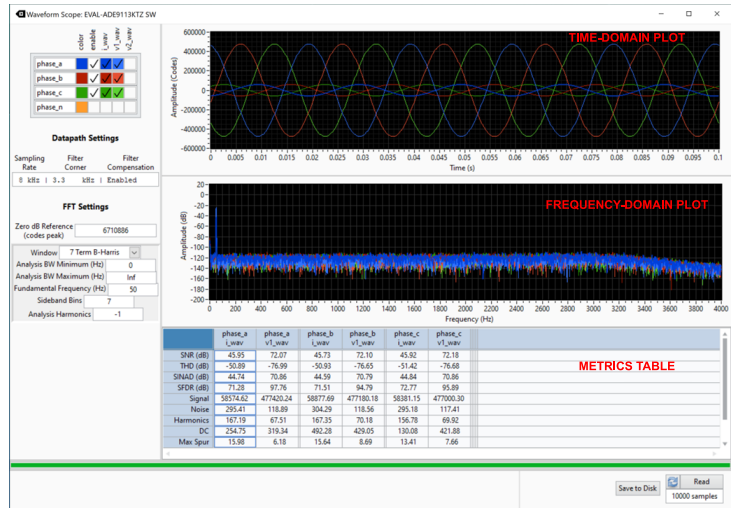 Waveform Scope: EVAL-ADE9113KTZ SW
color enable i_wav v1_wav v2_wav
phase_a
phase_b
phase_c
phase_n
Datapath Settings
Sampling Rate Filter Corner Filter Compensation
8 kHz | 3.3 kHz | Enabled
FFT Settings
Zero dB Reference (codes peak) 6710886
Window 7 Term B-Harris
Analysis BW Minimum (Hz) 0
Analysis BW Maximum (Hz) Inf
Fundamental Frequency (Hz) 50
Sideband Bins 7
Analysis Harmonics -1
TIME-DOMAIN PLOT
Amplitude (Codes)
600000
400000
200000
0
-200000
-400000
-600000
0 0.005 0.01 0.015 0.02 0.025 0.03 0.035 0.04 0.045 0.05 0.055 0.06 0.065 0.07 0.075 0.08 0.085 0.09 0.095 0.1
Time (s)
FREQUENCY-DOMAIN PLOT
Amplitude (dB)
20
0
-20
-40
-60
-80
-100
-120
-140
-160
-180
-200
0 200 400 600 800 1000 1200 1400 1600 1800 2000 2200 2400 2600 2800 3000 3200 3400 3600 3800 4000
Frequency (Hz)
phase_a i_wav phase_a v1_wav phase_b i_wav phase_b v1_wav phase_c i_wav phase_c v1_wav
SNR (dB) 45.95 72.07 45.73 72.10 45.92 72.18
THD (dB) -50.89 -76.99 -50.93 -76.65 -51.42 -76.68
SINAD (dB) 44.74 70.86 44.59 70.79 44.84 70.86
SFDR (dB) 71.28 97.76 71.51 94.79 72.77 95.89
Signal 58574.62 477420.24 58877.69 477180.18 58381.15 477000.30
Noise 295.41 118.89 304.29 118.56 295.18 117.41
Harmonics 167.19 67.51 167.35 70.18 156.78 69.92
DC 254.75 319.34 492.28 429.05 130.08 421.88
Max Spur 15.98 6.18 15.64 8.69 13.41 7.66
METRICS TABLE
Save to Disk
Read
10000 samples